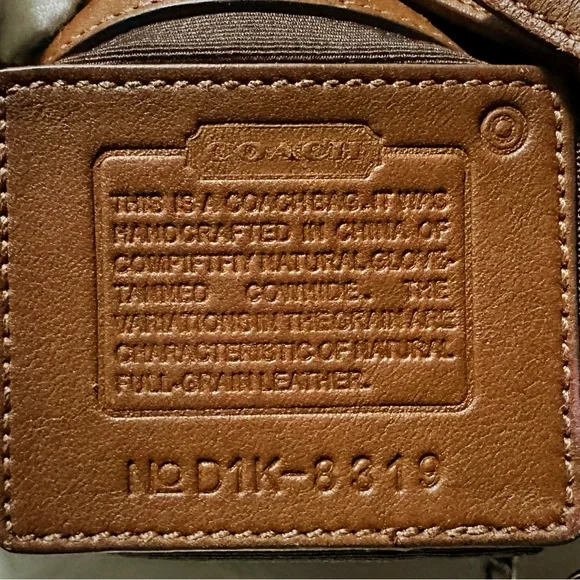 COACH
THIS IS A COACH BAG. IT WAS
HANDCRAFTED IN CHINA OF
COMPIFTFIY NATURAL GLOVE-
TANNED COWHIDE. THE
VARIATIONS IN THE GRAIN ARE
CHARACTERISTIC OF NATURAL
FULL-GRAIN LEATHER.
No D1K-8319